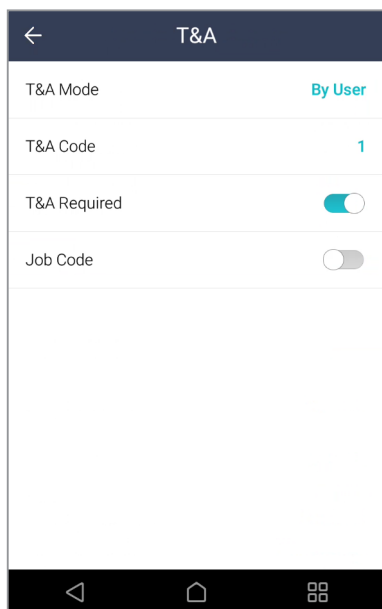 T&A
T&A Mode By User
T&A Code 1
T&A Required
Job Code